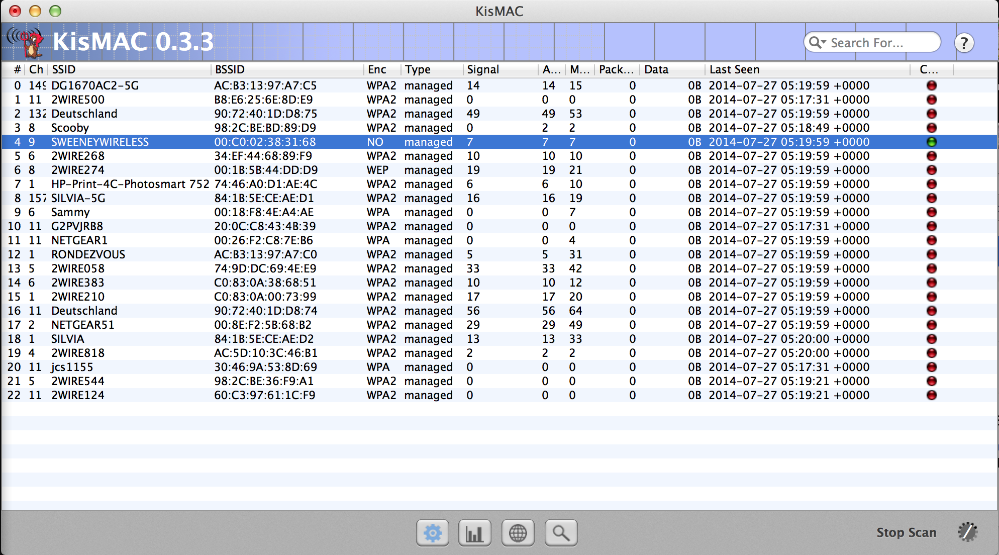 KisMAC
KisMAC 0.3.3
Search For...
?
# Ch SSID BSSID Enc Type Signal A... M... Pack... Data Last Seen C...
0 149 DG1670AC2-5G AC:B3:13:97:A7:C5 WPA2 managed 14 14 15 0 0B 2014-07-27 05:19:59 +0000
1 11 2WIRE500 B8:E6:25:6E:8D:E9 WPA2 managed 0 0 0 0 0B 2014-07-27 05:17:31 +0000
2 132 Deutschland 90:72:40:1D:D8:75 WPA2 managed 49 49 53 0 0B 2014-07-27 05:19:59 +0000
3 8 Scooby 98:2C:BE:BD:89:D9 WPA2 managed 0 2 2 0 0B 2014-07-27 05:18:49 +0000
4 9 SWEENEYWIRELESS 00:C0:02:38:31:68 NO managed 7 7 7 0 0B 2014-07-27 05:19:59 +0000
5 6 2WIRE268 34:EF:44:68:89:F9 WPA2 managed 10 10 10 0 0B 2014-07-27 05:19:59 +0000
6 8 2WIRE274 00:1B:5B:44:DD:D9 WEP managed 19 19 21 0 0B 2014-07-27 05:19:59 +0000
7 1 HP-Print-4C-Photosmart 752 74:46:A0:D1:AE:4C WPA2 managed 6 6 10 0 0B 2014-07-27 05:19:59 +0000
8 157 SILVIA-5G 84:1B:5E:CE:AE:D1 WPA2 managed 16 16 19 0 0B 2014-07-27 05:19:59 +0000
9 6 Sammy 00:18:F8:4E:A4:AE WPA managed 0 0 7 0 0B 2014-07-27 05:19:59 +0000
10 11 G2PVJRB8 20:0C:C8:43:4B:39 WPA2 managed 0 0 0 0 0B 2014-07-27 05:17:31 +0000
11 11 NETGEAR1 00:26:F2:C8:7E:B6 WPA managed 0 0 4 0 0B 2014-07-27 05:19:59 +0000
12 1 RONDEZVOUS AC:B3:13:97:A7:C0 WPA2 managed 5 5 31 0 0B 2014-07-27 05:19:59 +0000
13 5 2WIRE058 74:9D:DC:69:4E:E9 WPA2 managed 33 33 42 0 0B 2014-07-27 05:19:59 +0000
14 6 2WIRE383 C0:83:0A:38:68:51 WPA2 managed 10 10 12 0 0B 2014-07-27 05:19:59 +0000
15 1 2WIRE210 C0:83:0A:00:73:99 WPA2 managed 17 17 20 0 0B 2014-07-27 05:19:59 +0000
16 11 Deutschland 90:72:40:1D:D8:74 WPA2 managed 56 56 64 0 0B 2014-07-27 05:19:59 +0000
17 2 NETGEAR51 00:8E:F2:5B:68:B2 WPA2 managed 29 29 49 0 0B 2014-07-27 05:19:59 +0000
18 1 SILVIA 84:1B:5E:CE:AE:D2 WPA2 managed 13 13 33 0 0B 2014-07-27 05:20:00 +0000
19 4 2WIRE818 AC:5D:10:3C:46:B1 WPA2 managed 2 2 2 0 0B 2014-07-27 05:20:00 +0000
20 11 jcs1155 30:46:9A:53:8D:69 WPA managed 0 0 0 0 0B 2014-07-27 05:17:31 +0000
21 5 2WIRE544 98:2C:BE:36:F9:A1 WPA2 managed 0 0 0 0 0B 2014-07-27 05:19:21 +0000
22 11 2WIRE124 60:C3:97:61:1C:F9 WPA2 managed 0 0 0 0 0B 2014-07-27 05:19:21 +0000
Stop Scan